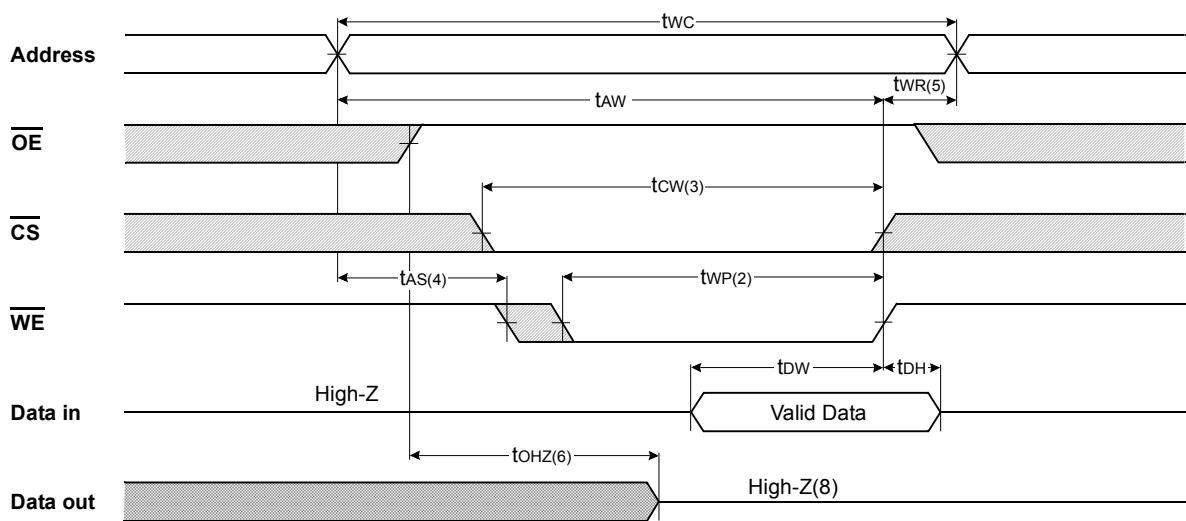 tWC
Address
tWR(5)
tAW
OE
tCW(3)
CS
tAS(4)
tWP(2)
WE
tDW
tDH
High-Z
Data in
Valid Data
tOHZ(6)
High-Z(8)
Data out